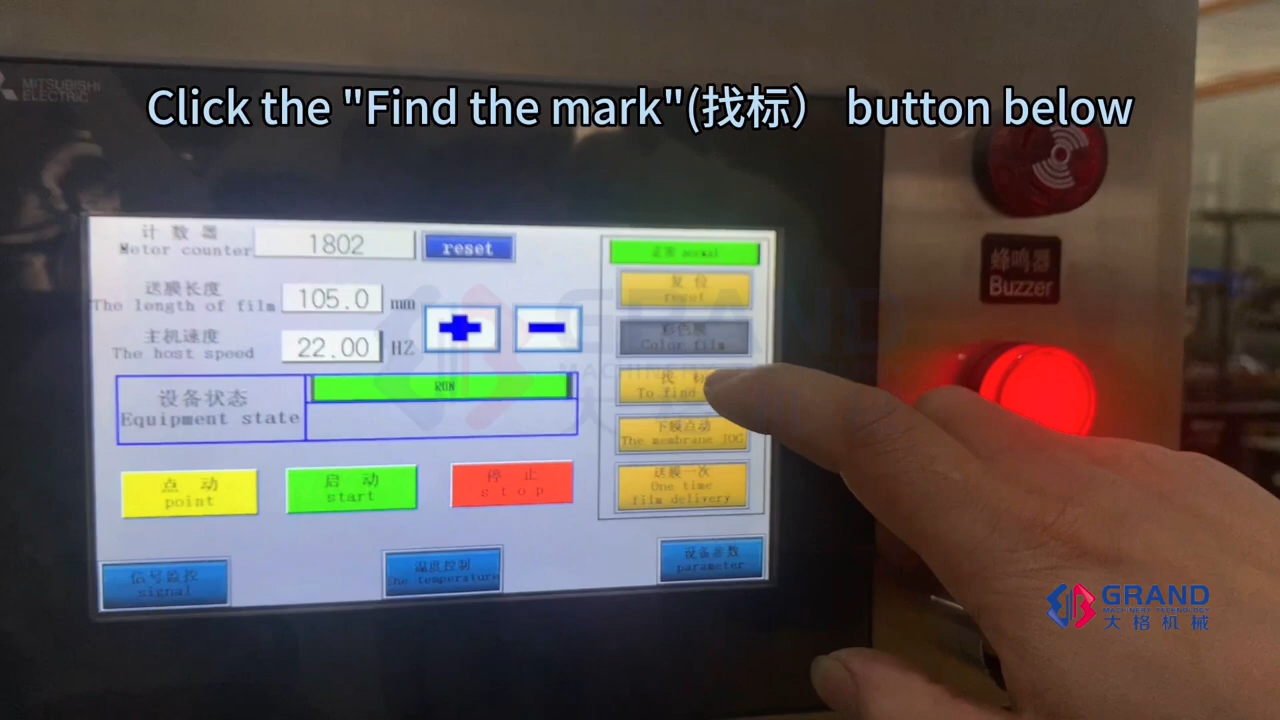 MITSUBISHI
ELECTRIC
Click the "Find the mark"(找标） button below
计 数 器
Meter counter
1802
reset
正常 normal
复 位
reset
送膜长度
The length of film
105.0
mm
彩色膜
Color film
主机速度
The host speed
22.00
HZ
找 标
To find
设备状态
Equipment state
RUN
下膜点动
The membrane JOG
送膜一次
One time
film delivery
点 动
point
启 动
start
停 止
stop
信号监控
signal
温度控制
the temperature
设备参数
parameter
蜂鸣器
Buzzer
GRAND
MACHINERY TECHNOLOGY
大格机械